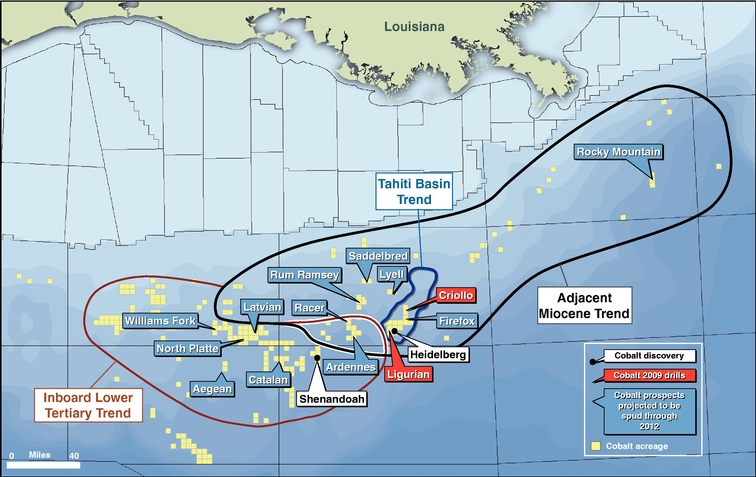 Louisiana
Rocky Mountain
Tahiti Basin
Trend
Saddelbred
Rum Ramsey
Lyell
Criollo
Adjacent
Miocene Trend
Latvian
Racer
Williams Fork
Firefox
North Platte
Heidelberg
Ardennes
Ligurian
Catalan
Aegean
Shenandoah
Inboard Lower
Tertiary Trend
Cobalt discovery
Cobalt 2009 drills
Cobalt prospects
projected to be
spud through
2012
Cobalt acreage
0 Miles 40